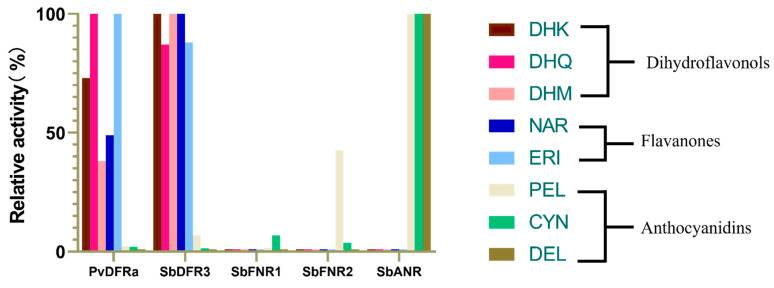 Relative activity( %)
100
50
0
PvDFRa
SbDFR3
SbFNR1
SbFNR2
SbANR
DHK
DHQ
DHM
NAR
ERI
PEL
CYN
DEL
Dihydroflavonols
Flavanones
Anthocyanidins